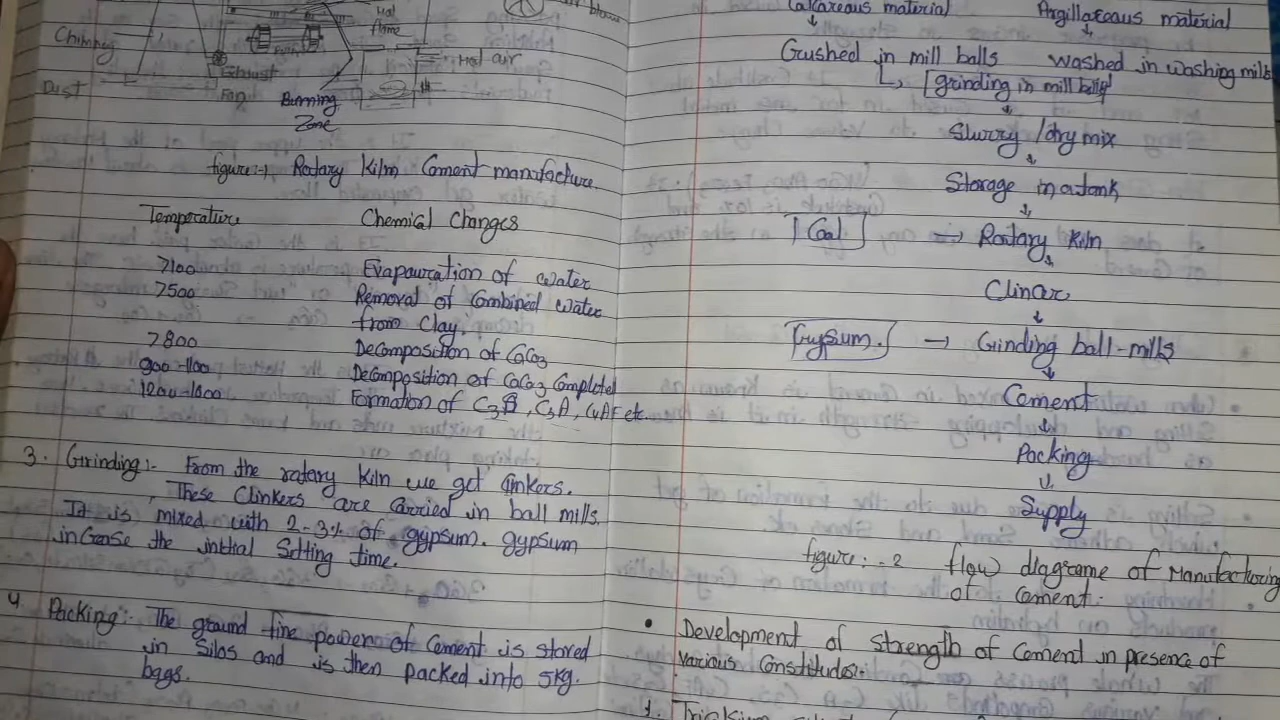 Hot
flame
Chimney
Hot air
Exhaust
Fan
Dust
Burning
Zone
figure:- Rotary Kilm Cement manufacture.
Temperature Chemical Changes
7100 Evapouration of water
7500 Removal of Combined water
from Clay.
7800 Decomposition of CaCo3
900-1100 Decomposition of CaCo3 Completed
1200-1800 Formation of C3S, C3A, C4AF etc.
3. Grinding:- From the rotary kiln we get Clinkers.
These Clinkers are carried in ball mills.
It is mixed with 2-3% of gypsum. gypsum
increase the initial Setting time.
4 Packing:- The ground fine power of Cement is stored
in Silos and is then packed into 5kg.
bags.
Calcareous material Argillaceous material
Crushed in mill balls washed in washing mills
grinding in mill balls
Slurry / dry mix
Storage in a tank
Coal → Rotary Kiln
Clincer
Gypsum. → Grinding ball-mills
Cement
Packing
Supply
figure:-2 flow diagrame of Manufacturing
of cement.
• Development of strength of Cement in presence of
various Constitudes:-
1.